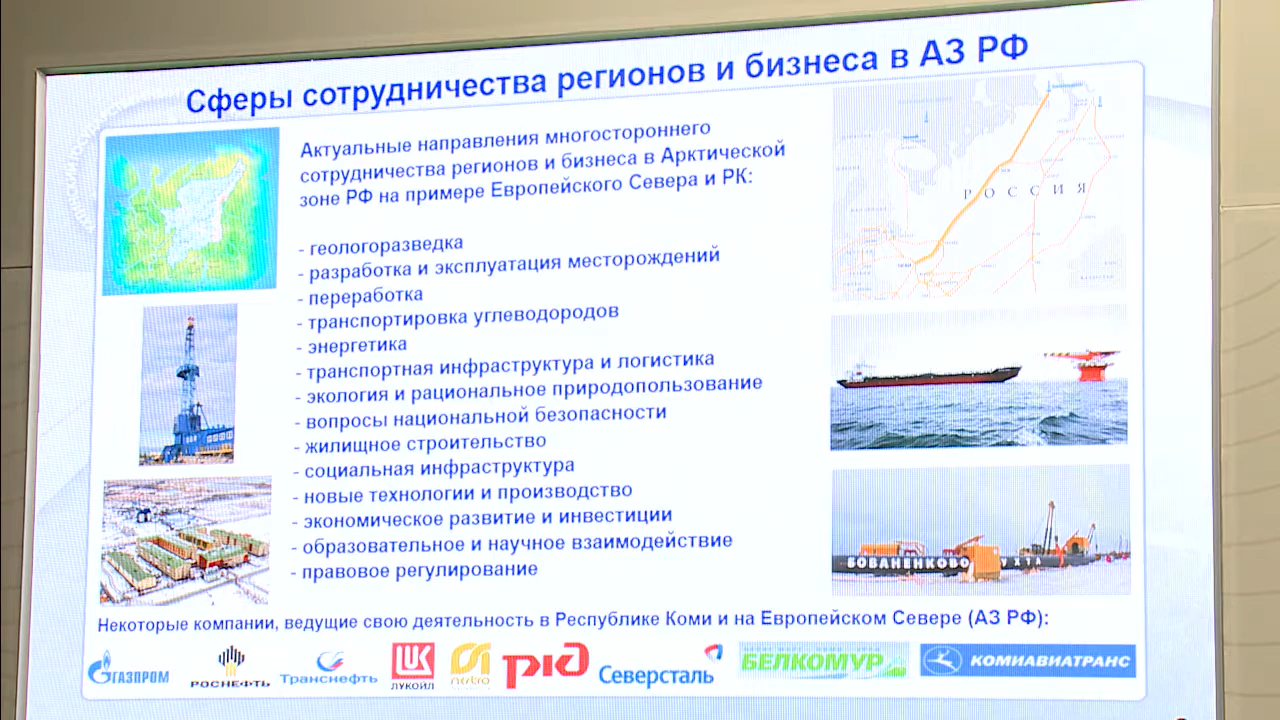 Сферы сотрудничества регионов и бизнеса в АЗ РФ
Актуальные направления многостороннего
сотрудничества регионов и бизнеса в Арктической
зоне РФ на примере Европейского Севера и РК:
- геологоразведка
- разработка и эксплуатация месторождений
- переработка
- транспортировка углеводородов
- энергетика
- транспортная инфраструктура и логистика
- экология и рациональное природопользование
- вопросы национальной безопасности
- жилищное строительство
- социальная инфраструктура
- новые технологии и производство
- экономическое развитие и инвестиции
- образовательное и научное взаимодействие
- правовое регулирование
РОССИЯ
БОВАНЕНКОВО УХТА
Некоторые компании, ведущие свою деятельность в Республике Коми и на Европейском Севере (АЗ РФ):
ГАЗПРОМ
РОСНЕФТЬ
Транснефть
ЛУКОЙЛ
ржд
Северсталь
БЕЛКОМУР
КОМИАВИАТРАНС